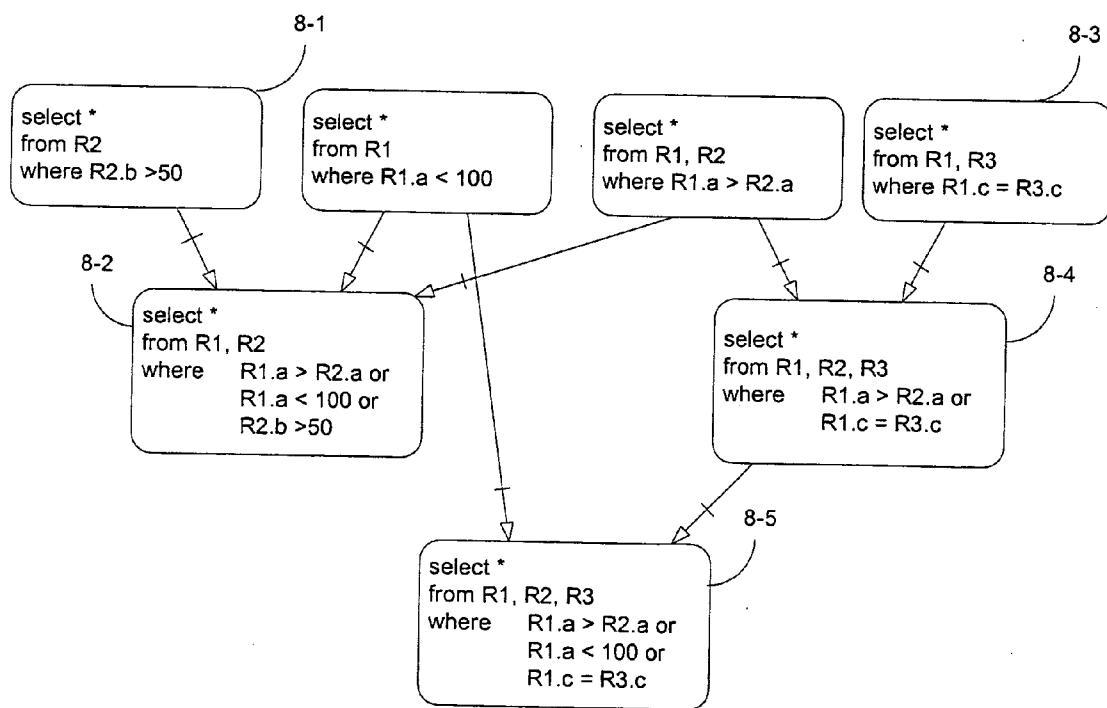 8-1
8-3
select *
from R2
where R2.b >50
select *
from R1
where R1.a < 100
select *
from R1, R2
where R1.a > R2.a
select *
from R1, R3
where R1.c = R3.c
8-2
8-4
select *
from R1, R2
where R1.a > R2.a or
R1.a < 100 or
R2.b >50
select *
from R1, R2, R3
where R1.a > R2.a or
R1.c = R3.c
8-5
select *
from R1, R2, R3
where R1.a > R2.a or
R1.a < 100 or
R1.c = R3.c